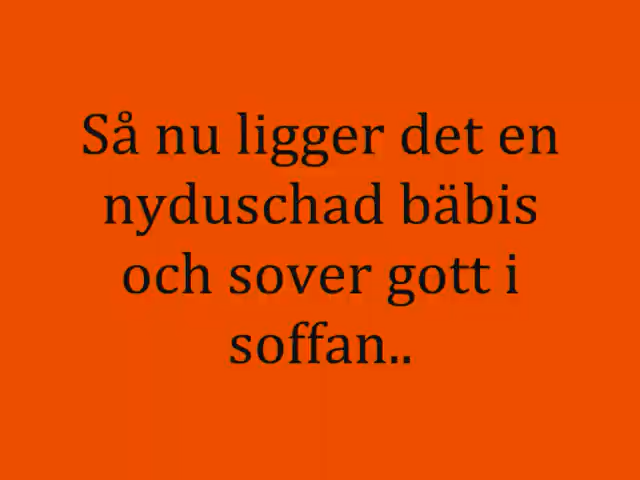 Så nu ligger det en
nyduschad bäbis
och sover gott i
soffan..